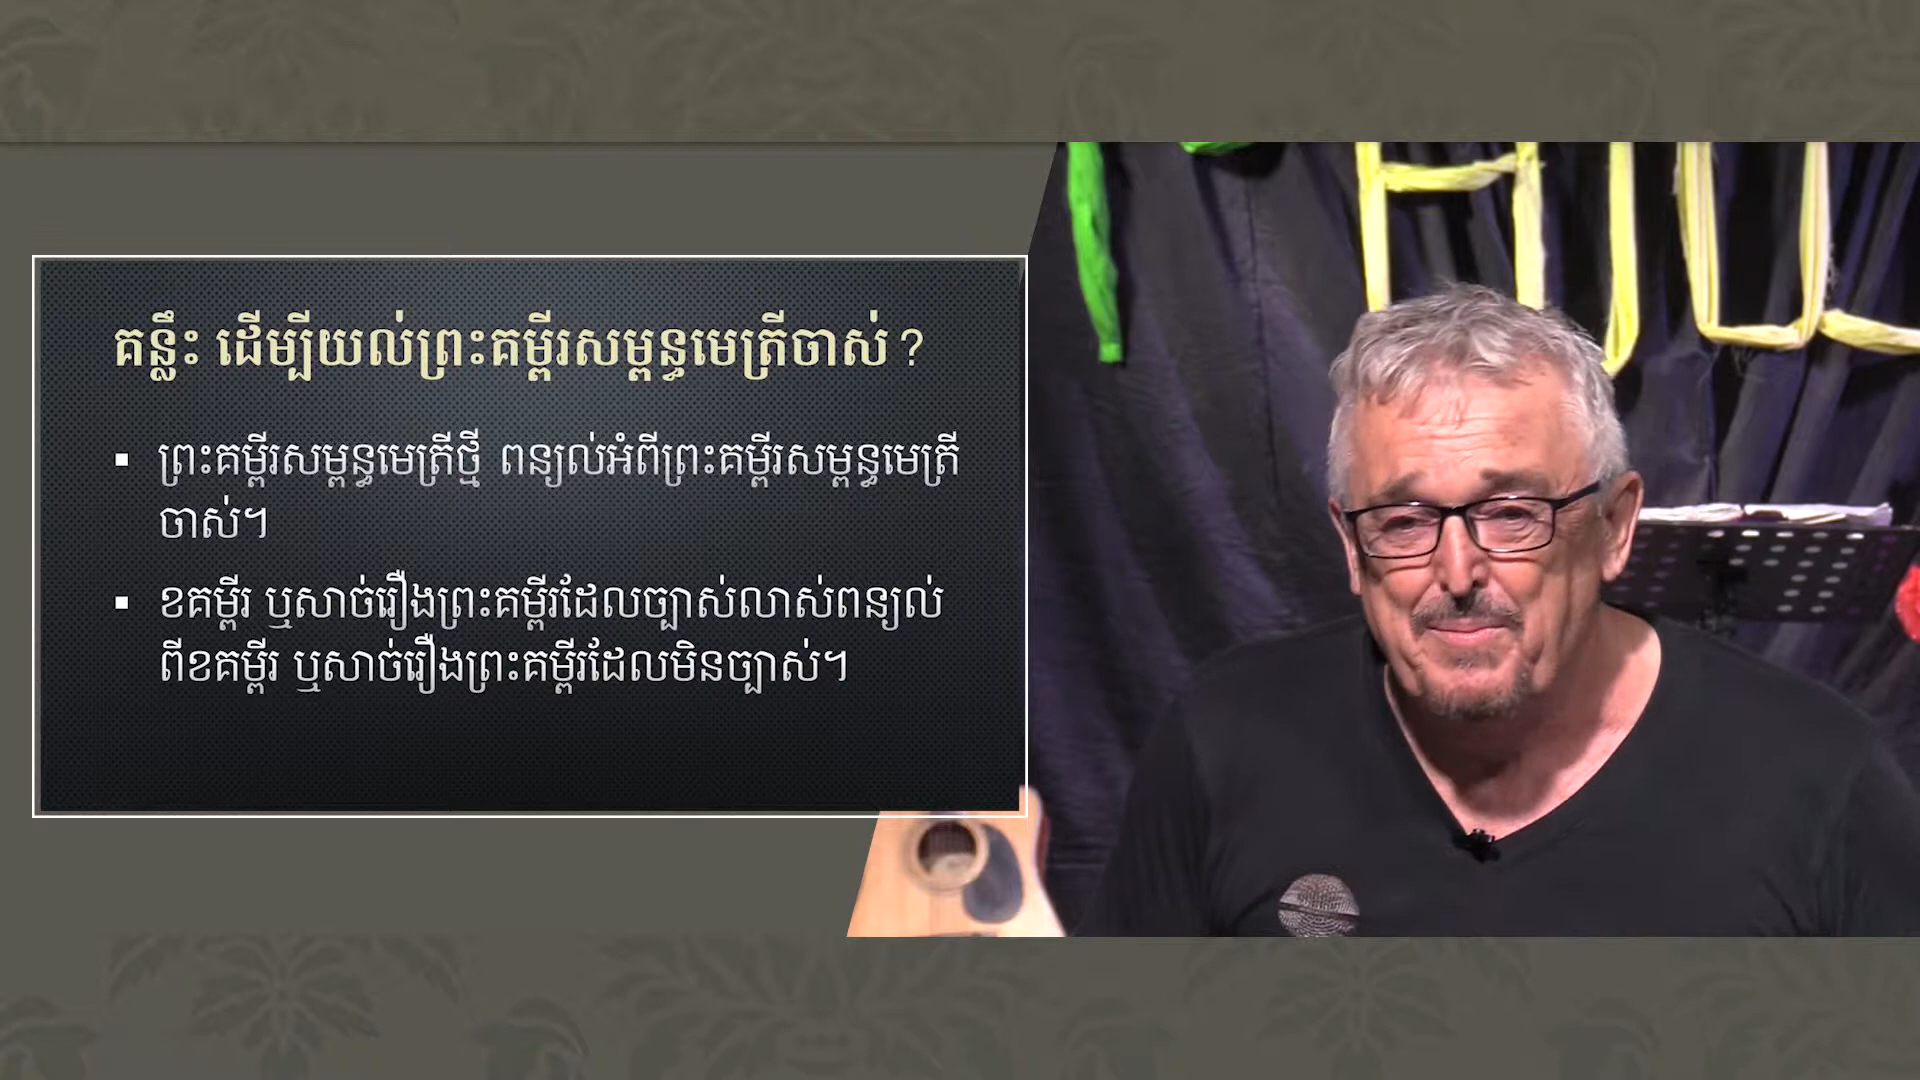 គន្លឹះ ដើម្បីយល់ព្រះគម្ពីរសម្ពន្ធមេត្រីចាស់ ?
ព្រះគម្ពីរសម្ពន្ធមេត្រីថ្មី ពន្យល់អំពីព្រះគម្ពីរសម្ពន្ធមេត្រី
ចាស់។
ខគម្ពីរ ឬសាច់រឿងព្រះគម្ពីរដែលច្បាស់លាស់ពន្យល់
ពីខគម្ពីរ ឬសាច់រឿងព្រះគម្ពីរដែលមិនច្បាស់។